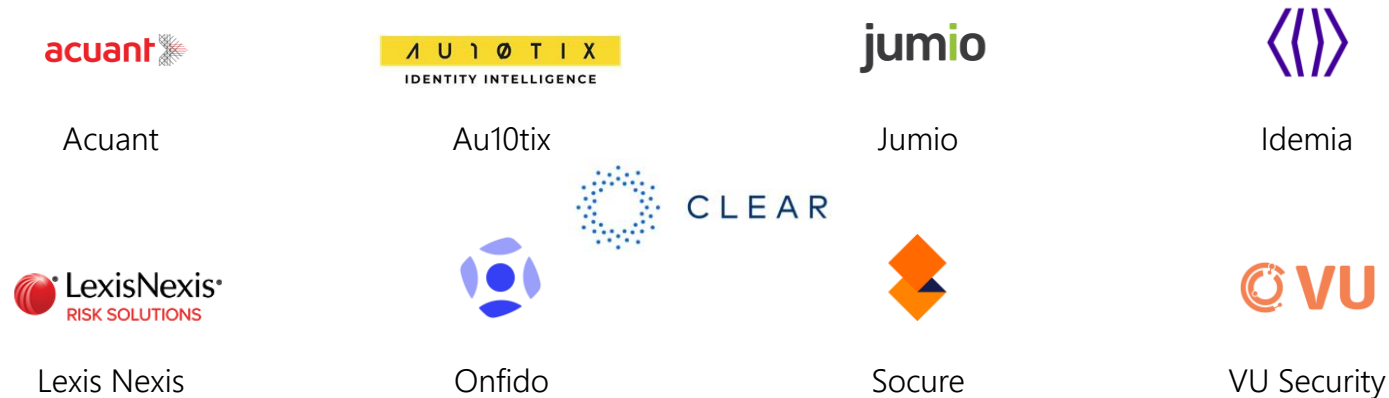 acuant
AU10TIX
IDENTITY INTELLIGENCE
jumio
Acuant
Au10tix
Jumio
Idemia
CLEAR
LexisNexis
RISK SOLUTIONS
VU
Lexis Nexis
Onfido
Socure
VU Security